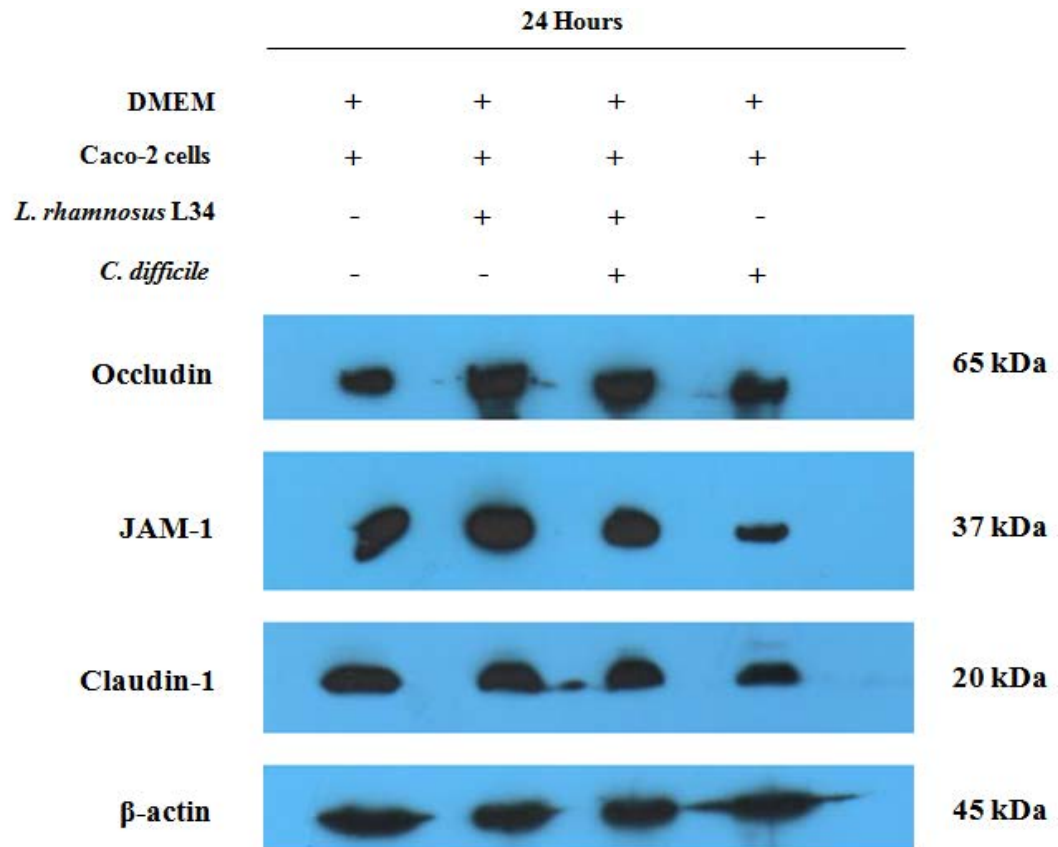 24 Hours
DMEM + + + +
Caco-2 cells + + + +
L. rhamnosus L34 - + + -
C. difficile - - + +
Occludin 65 kDa
JAM-1 37 kDa
Claudin-1 20 kDa
β-actin 45 kDa